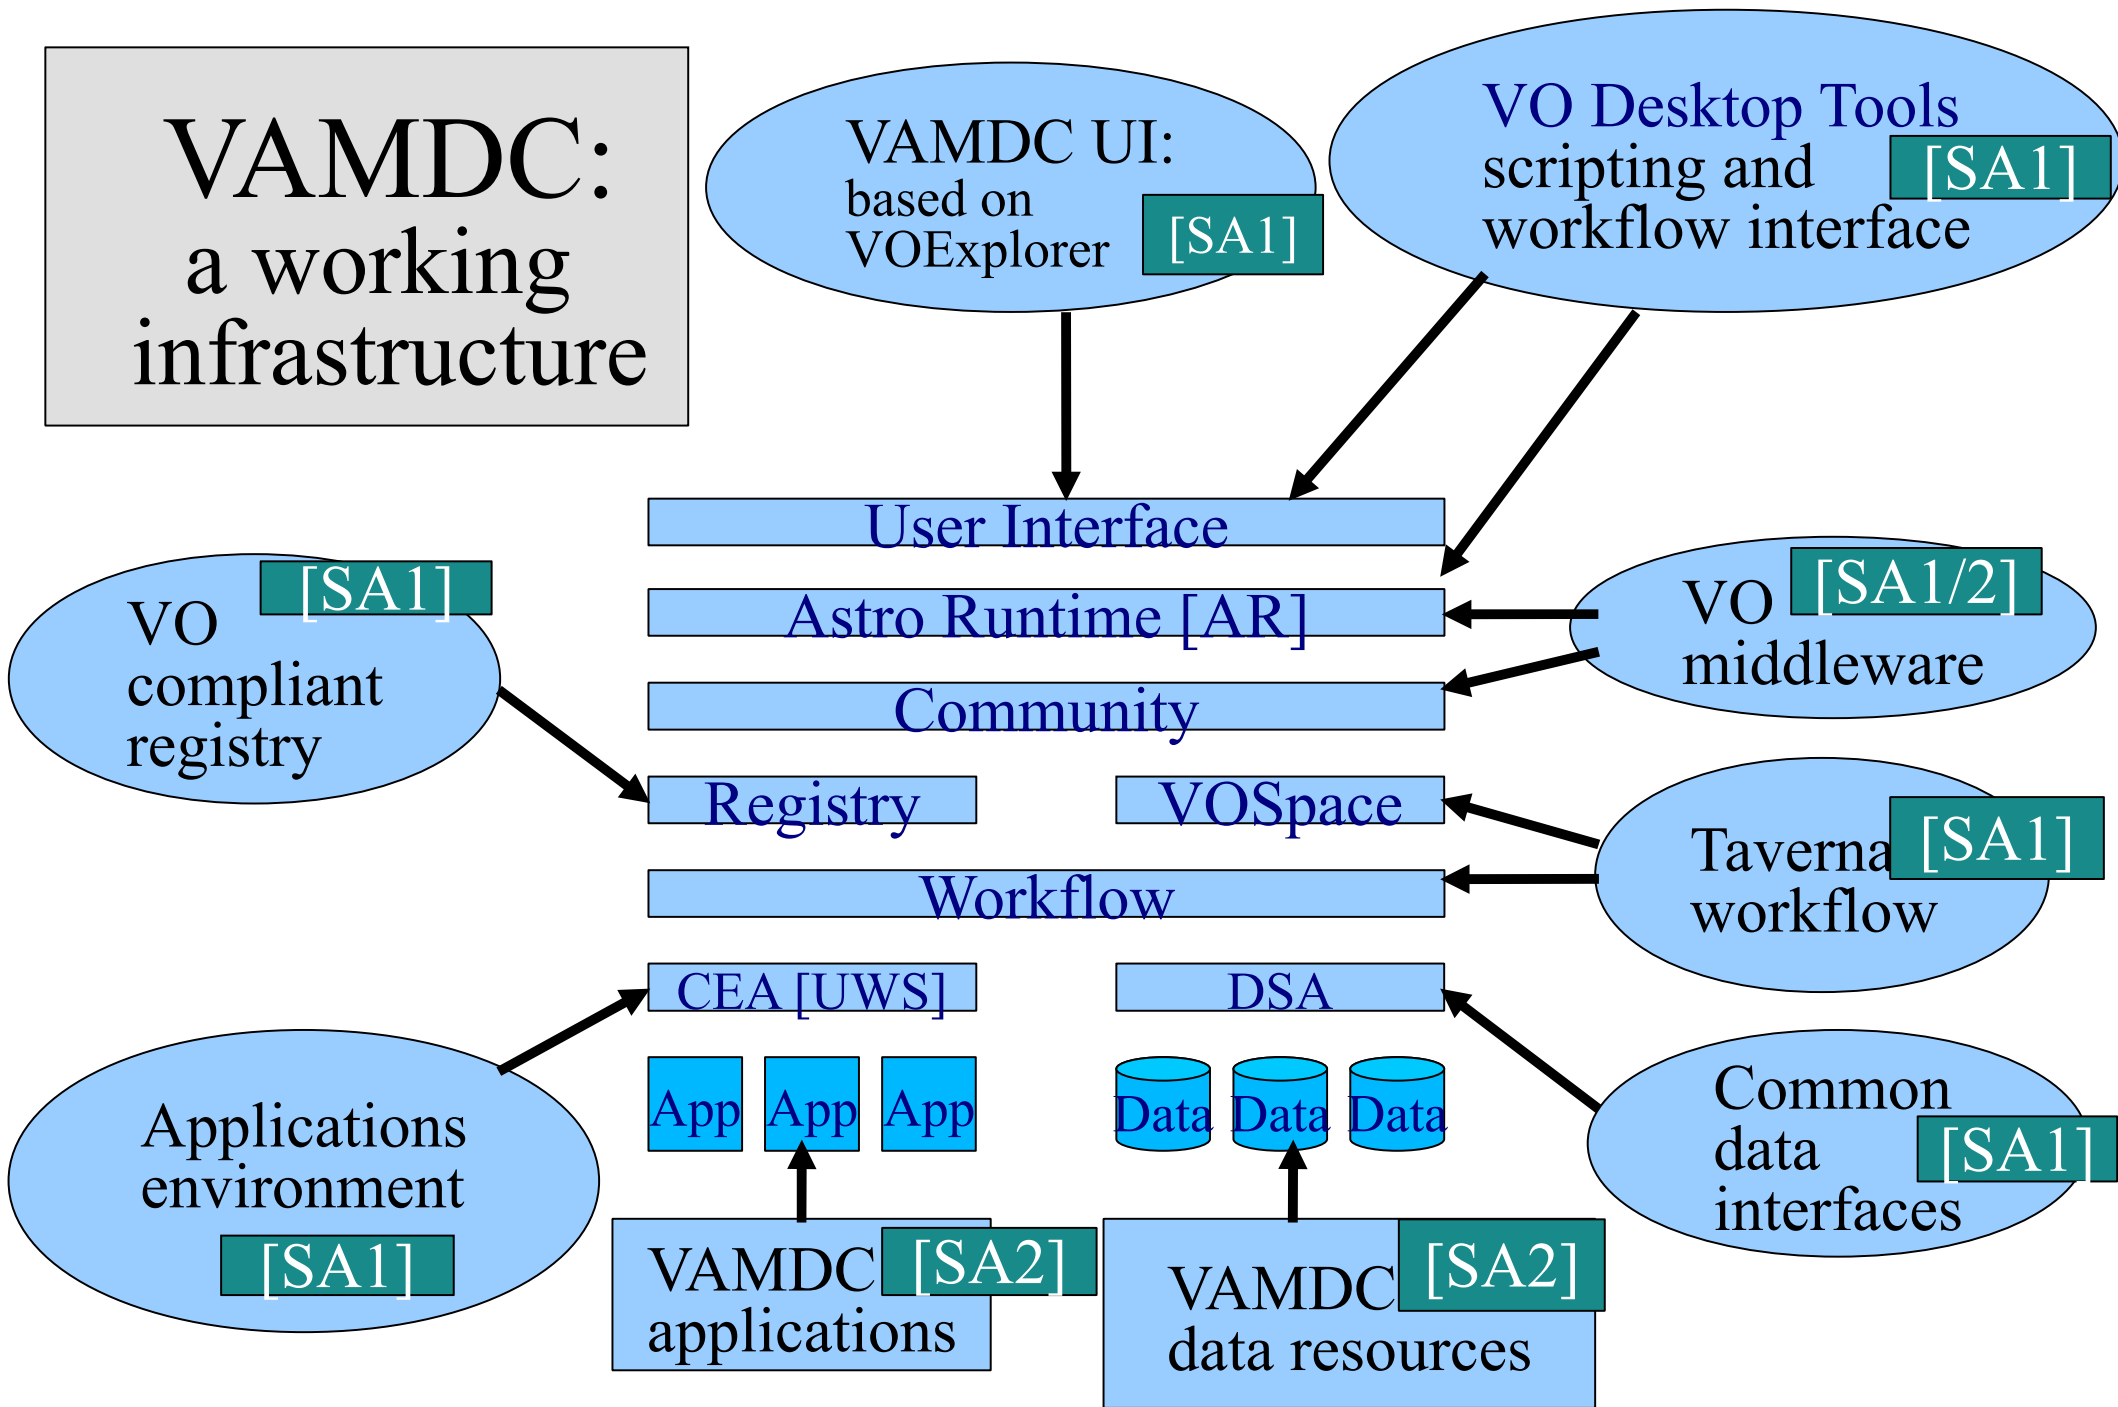 VAMDC:
a working
infrastructure
VAMDC UI:
based on
VOExplorer
[SA1]
VO Desktop Tools
scripting and
workflow interface
[SA1]
User Interface
Astro Runtime [AR]
Community
Registry
VOSpace
Workflow
CEA [UWS]
DSA
App
App
App
Data
Data
Data
[SA1]
VO
compliant
registry
[SA1/2]
VO
middleware
[SA1]
Taverna
workflow
Applications
environment
[SA1]
VAMDC
applications
[SA2]
VAMDC
data resources
[SA2]
Common
data
interfaces
[SA1]